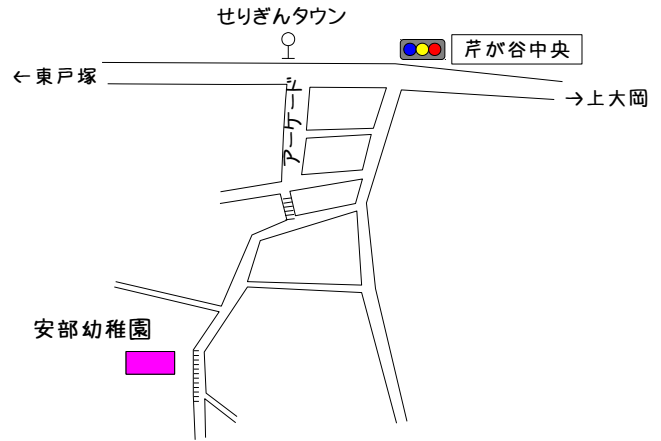 せりぎんタウン
芹が谷中央
←東戸塚
→上大岡
アーケード
安部幼稚園